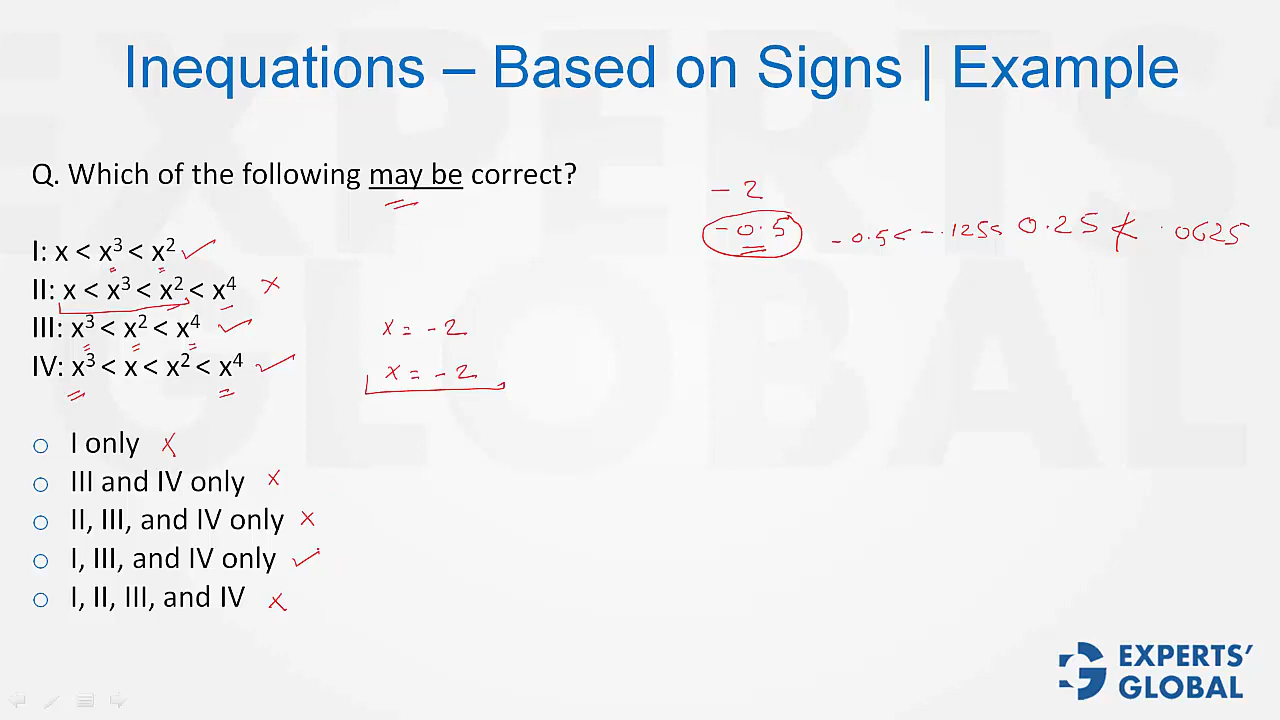 Inequations – Based on Signs | Example
Q. Which of the following may be correct?
- 2
- 0.5
- 0.5 < - .125 < 0.25 < .0625
I: x < x³ < x² ✓
II: x < x³ < x² < x⁴ ×
III: x³ < x² < x⁴ ✓
x = - 2
IV: x³ < x < x² < x⁴ ✓
x = - 2
I only ×
III and IV only ×
II, III, and IV only ×
I, III, and IV only ✓
I, II, III, and IV ×
EXPERTS’
GLOBAL
EXPERTS’
GLOBAL